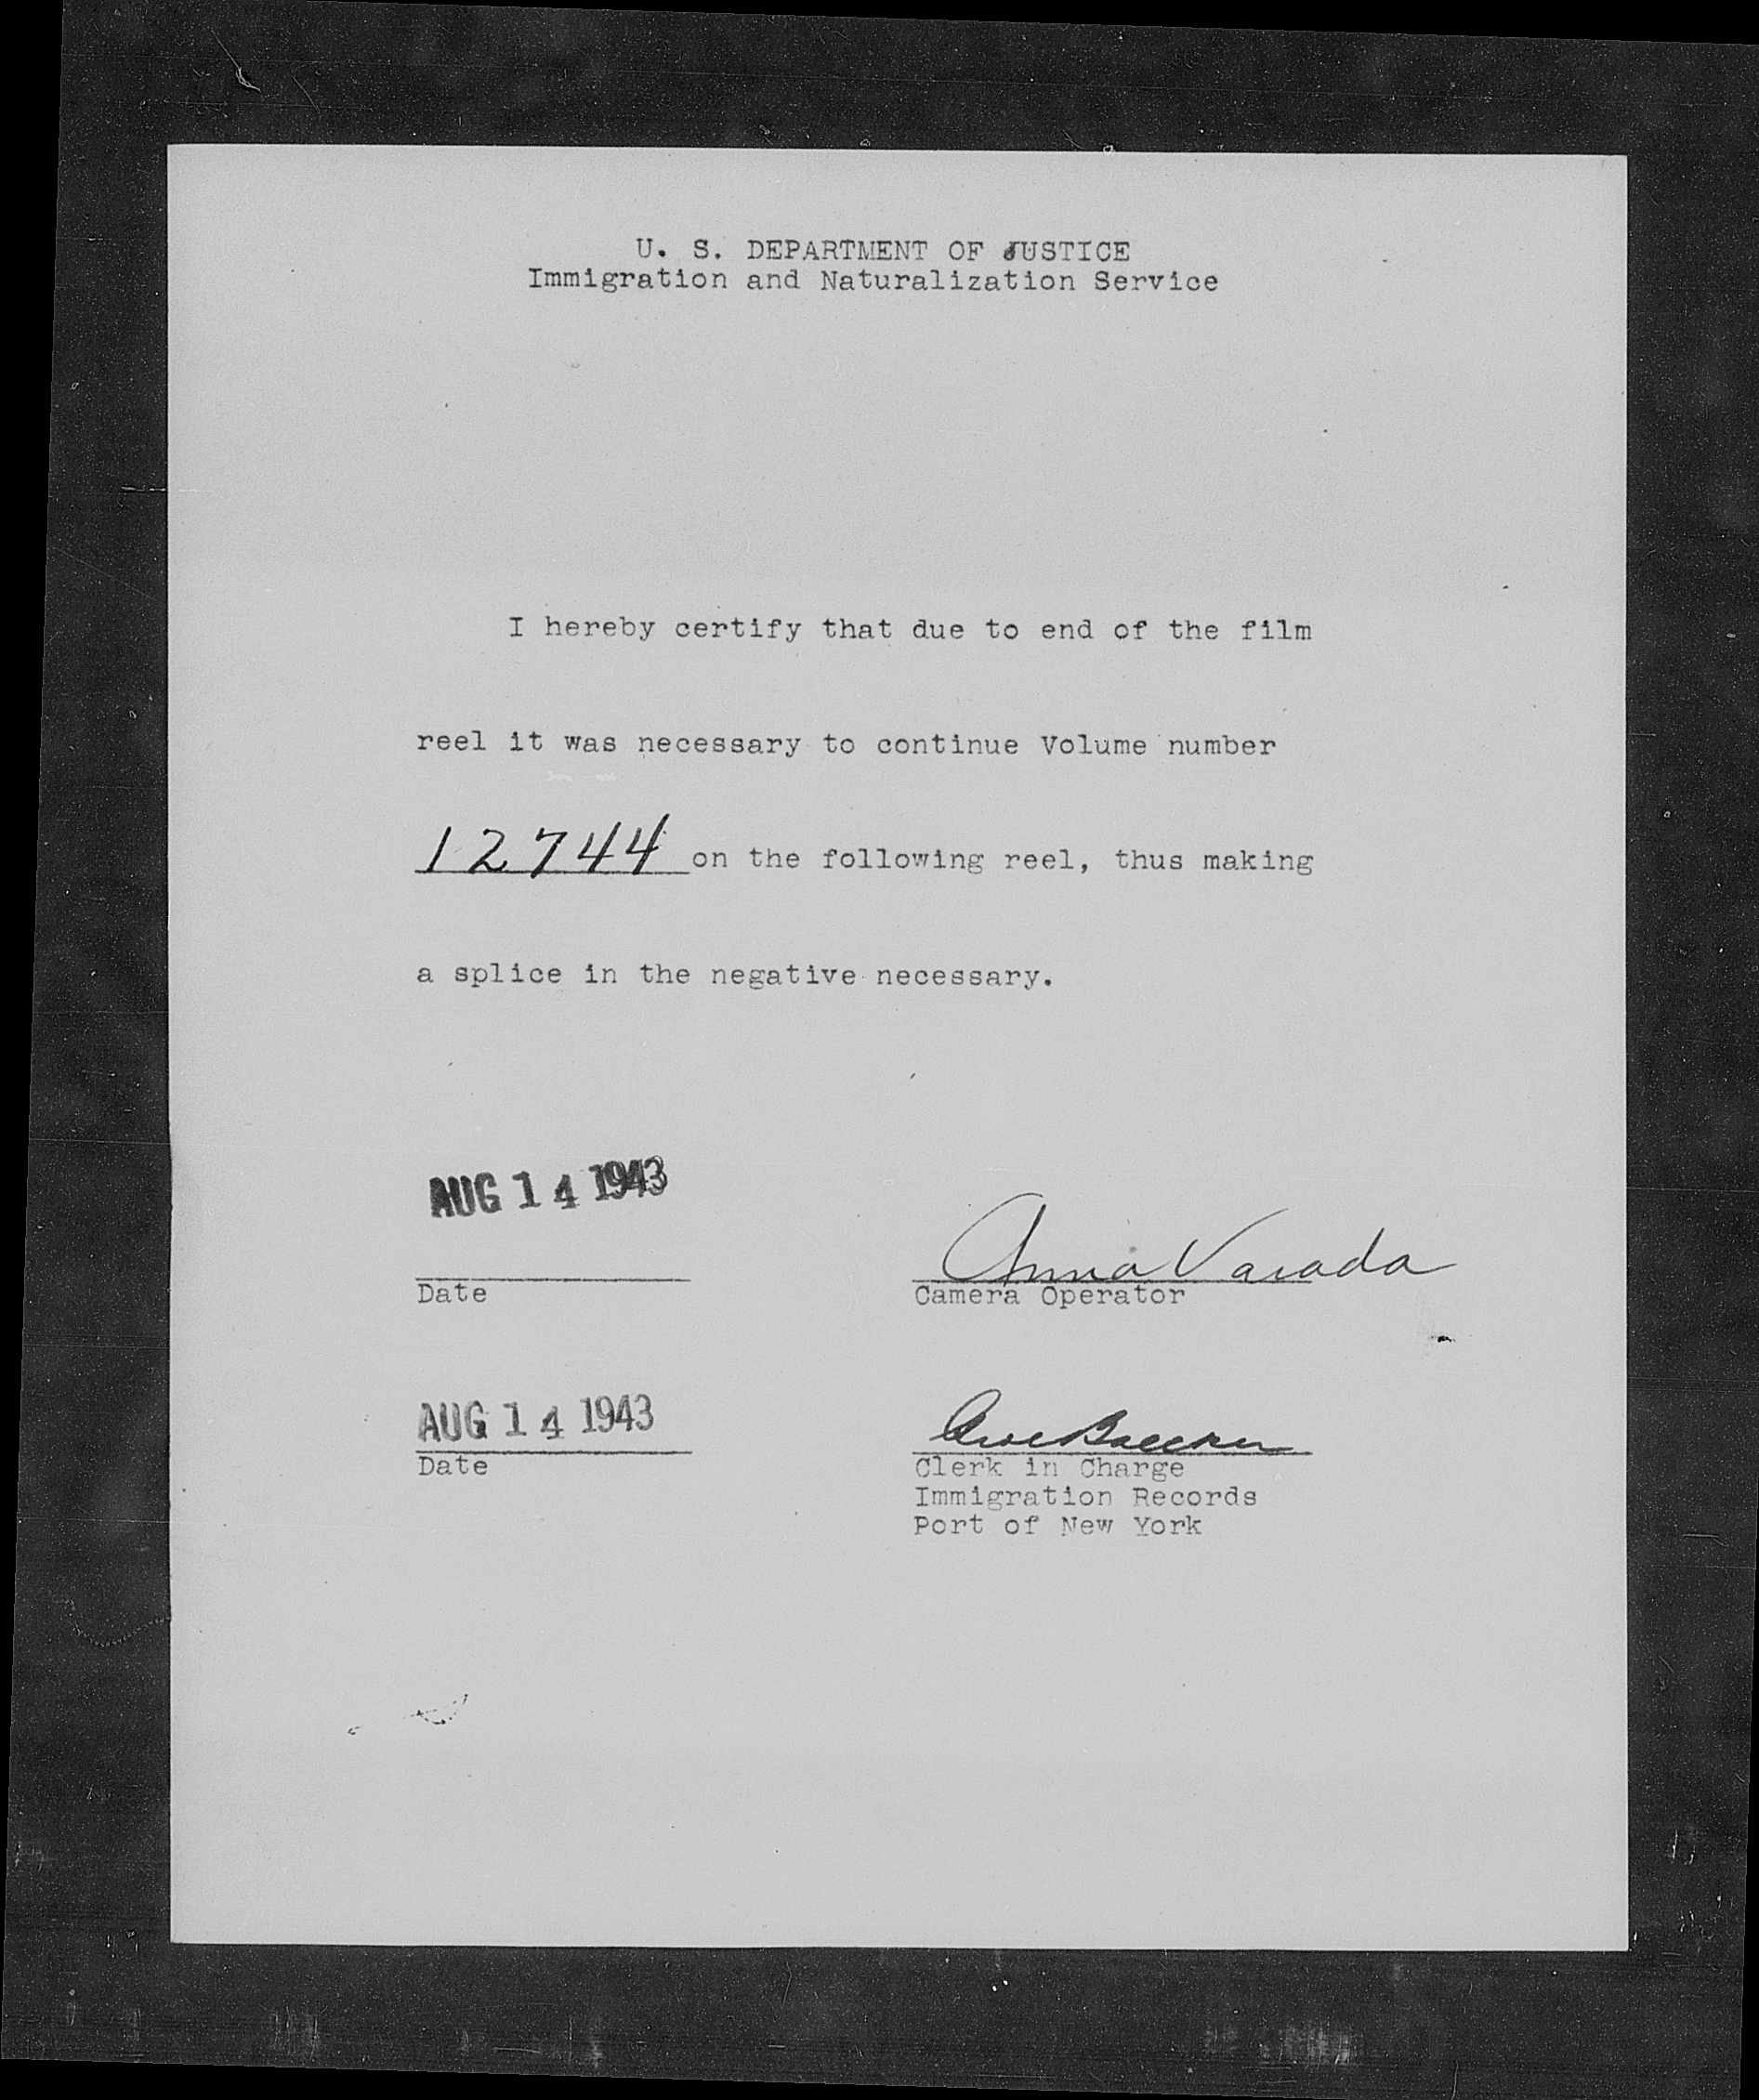 U. S. DEPARTMENT OF JUSTICE
Immigration and Naturalization Service
I hereby certify that due to end of the film
reel it was necessary to continue Volume number
12744 on the following reel, thus making
a splice in the negative necessary.
AUG 14 1943
Anna Varada
Date
Camera Operator
AUG 14 1943
Date
Clerk in Charge
Immigration Records
Port of New York